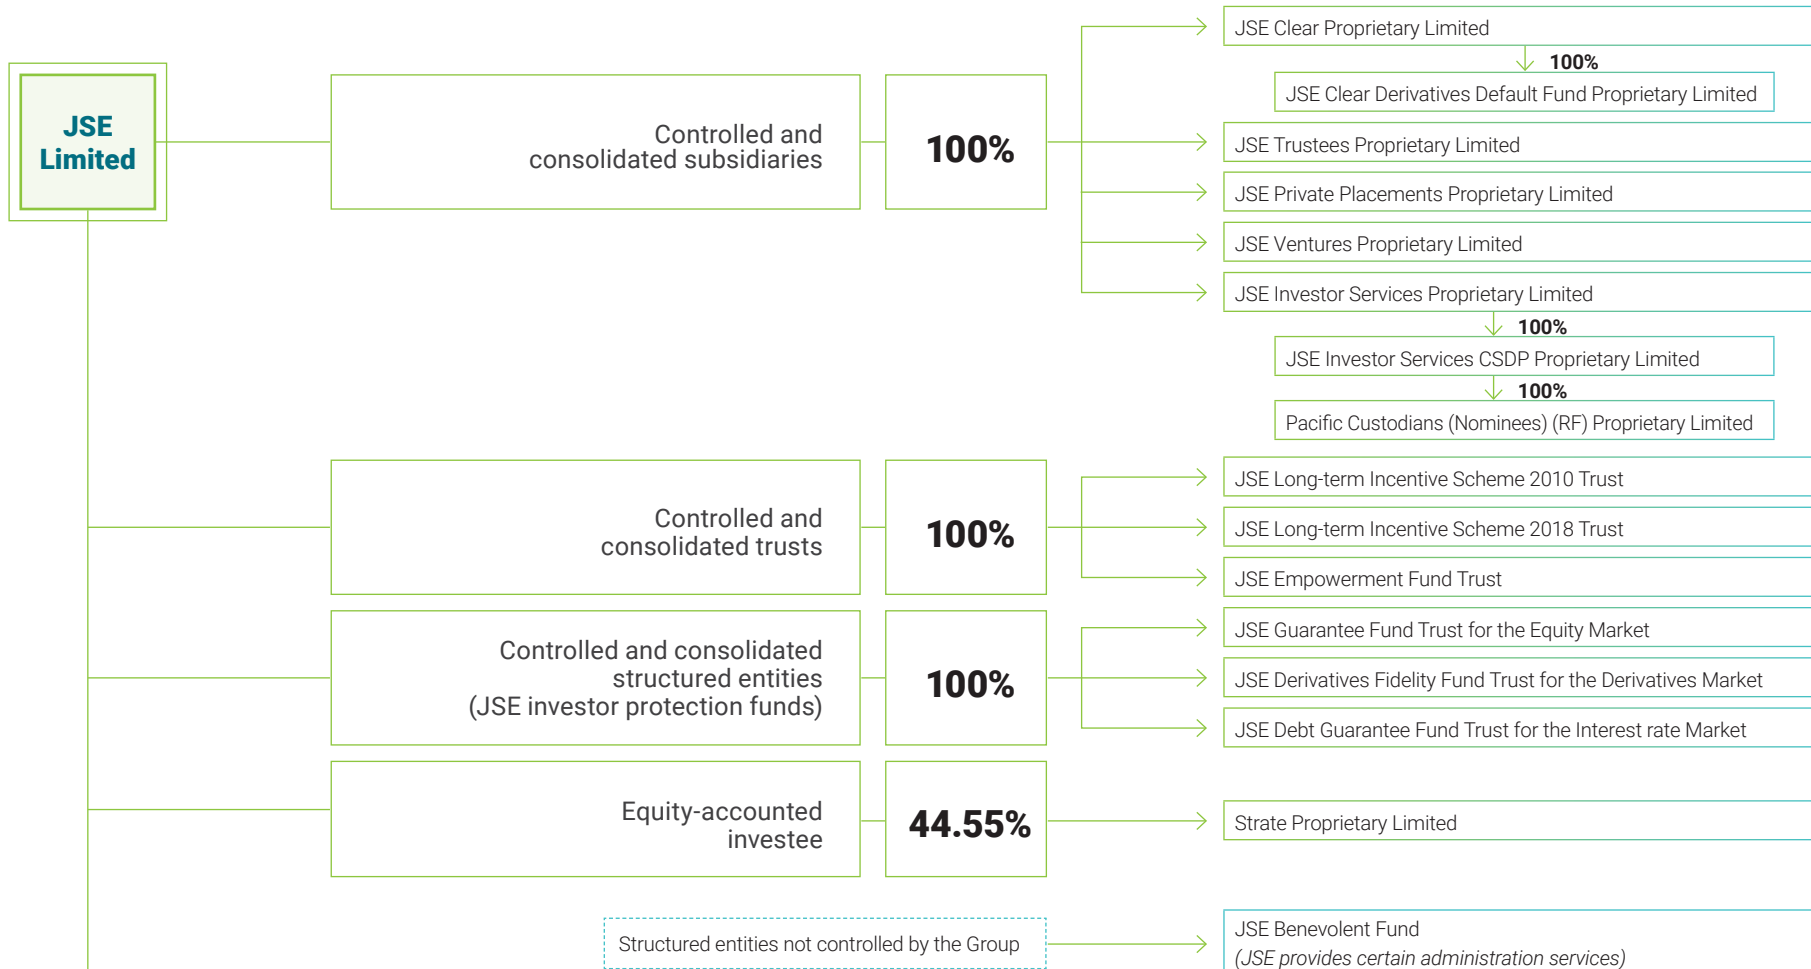 JSE
Limited
Controlled and
consolidated subsidiaries
100%
JSE Clear Proprietary Limited
100%
JSE Clear Derivatives Default Fund Proprietary Limited
JSE Trustees Proprietary Limited
JSE Private Placements Proprietary Limited
JSE Ventures Proprietary Limited
JSE Investor Services Proprietary Limited
100%
JSE Investor Services CSDP Proprietary Limited
100%
Pacific Custodians (Nominees) (RF) Proprietary Limited
Controlled and
consolidated trusts
100%
JSE Long-term Incentive Scheme 2010 Trust
JSE Long-term Incentive Scheme 2018 Trust
JSE Empowerment Fund Trust
Controlled and consolidated
structured entities
(JSE investor protection funds)
100%
JSE Guarantee Fund Trust for the Equity Market
JSE Derivatives Fidelity Fund Trust for the Derivatives Market
JSE Debt Guarantee Fund Trust for the Interest rate Market
Equity-accounted
investee
44.55%
Strate Proprietary Limited
Structured entities not controlled by the Group
JSE Benevolent Fund
(JSE provides certain administration services)